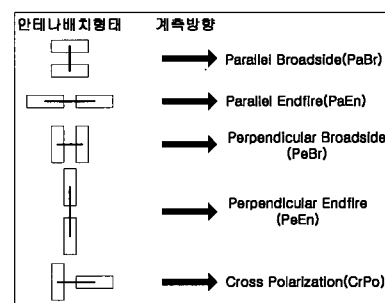 안테나배치형태 계측방향
Parallel Broadside(PaBr)
Parallel Endfire(PaEn)
Perpendicular Broadside
(PeBr)
Perpendicular Endfire
(PeEn)
Cross Polarization(CrPo)